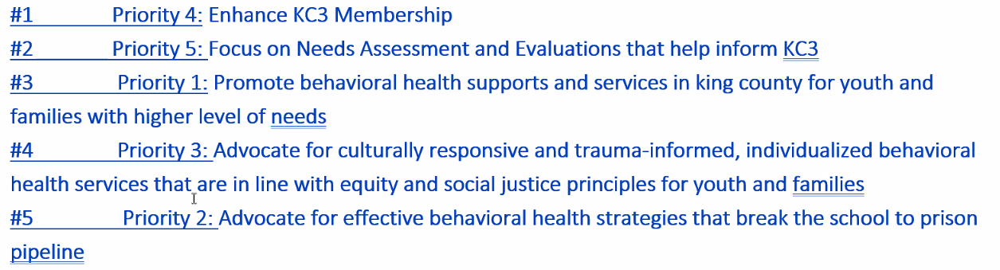 #1 Priority 4: Enhance KC3 Membership
#2 Priority 5: Focus on Needs Assessment and Evaluations that help inform KC3
#3 Priority 1: Promote behavioral health supports and services in king county for youth and
families with higher level of needs
#4 Priority 3: Advocate for culturally responsive and trauma-informed, individualized behavioral
health services that are in line with equity and social justice principles for youth and families
#5 Priority 2: Advocate for effective behavioral health strategies that break the school to prison
pipeline